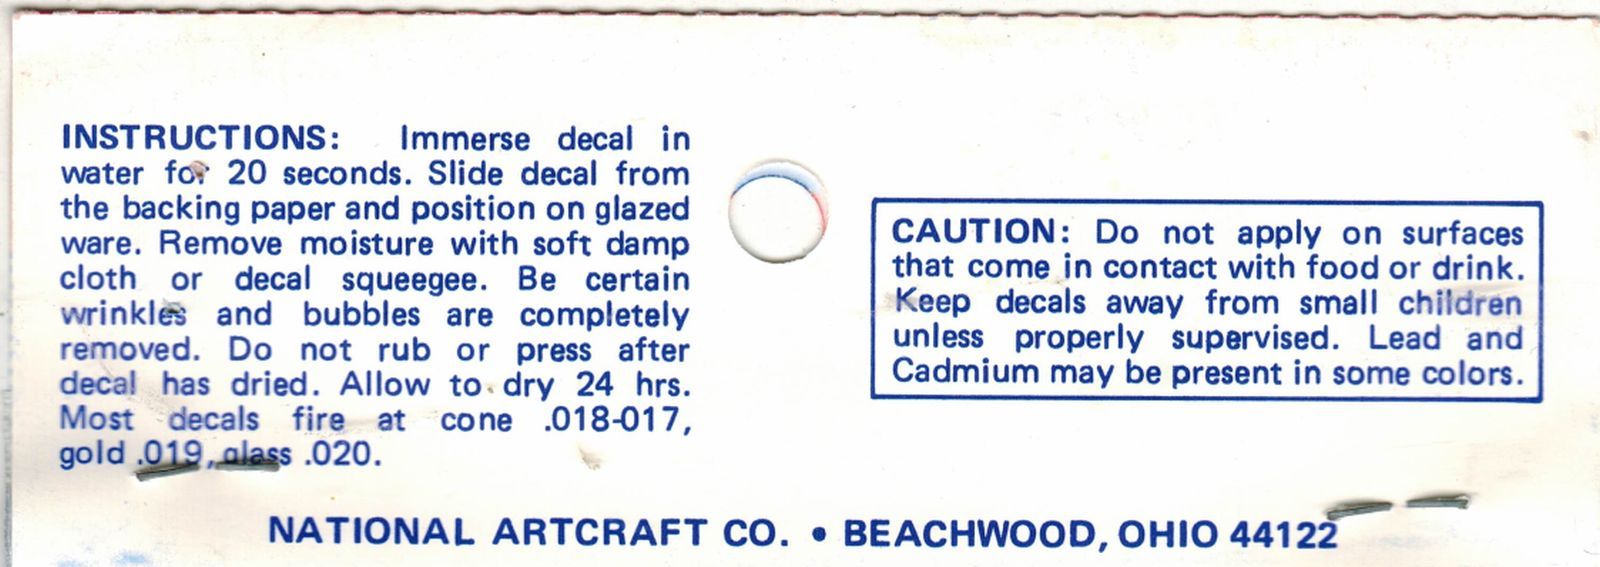 INSTRUCTIONS: Immerse decal in
water for 20 seconds. Slide decal from
the backing paper and position on glazed
ware. Remove moisture with soft damp
cloth or decal squeegee. Be certain
wrinkles and bubbles are completely
removed. Do not rub or press after
decal has dried. Allow to dry 24 hrs.
Most decals fire at cone .018-017,
gold .019, glass .020.
CAUTION: Do not apply on surfaces
that come in contact with food or drink.
Keep decals away from small children
unless properly supervised. Lead and
Cadmium may be present in some colors.
NATIONAL ARTCRAFT CO. • BEACHWOOD, OHIO 44122